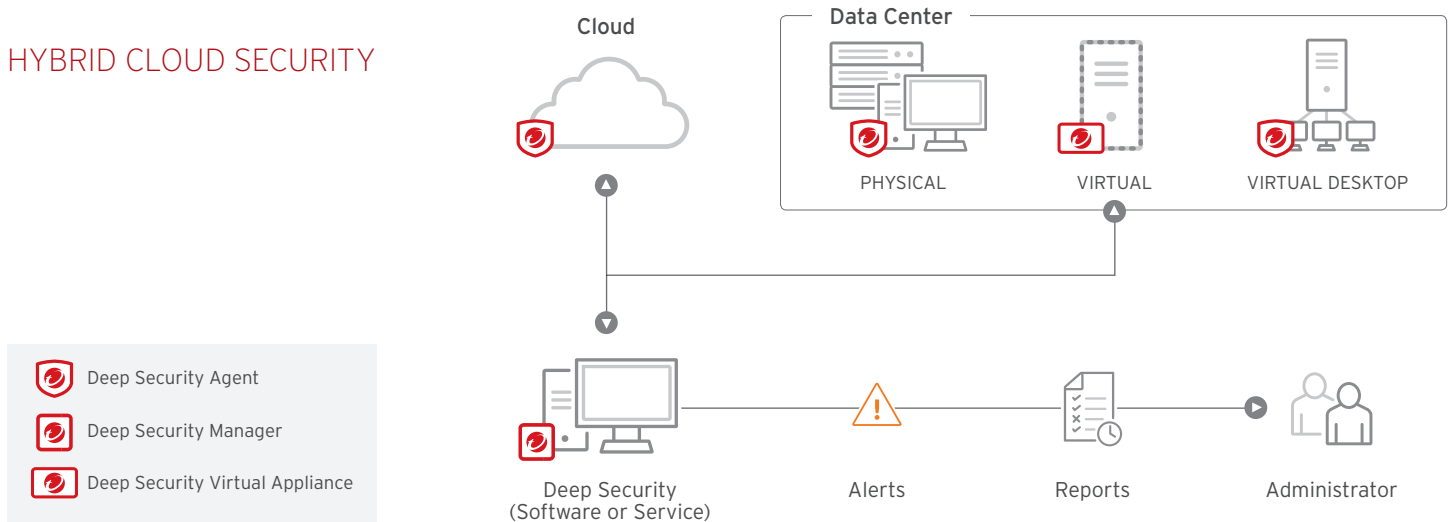 HYBRID CLOUD SECURITY
Cloud
Data Center
PHYSICAL
VIRTUAL
VIRTUAL DESKTOP
Deep Security Agent
Deep Security Manager
Deep Security Virtual Appliance
Deep Security
(Software or Service)
Alerts
Reports
Administrator